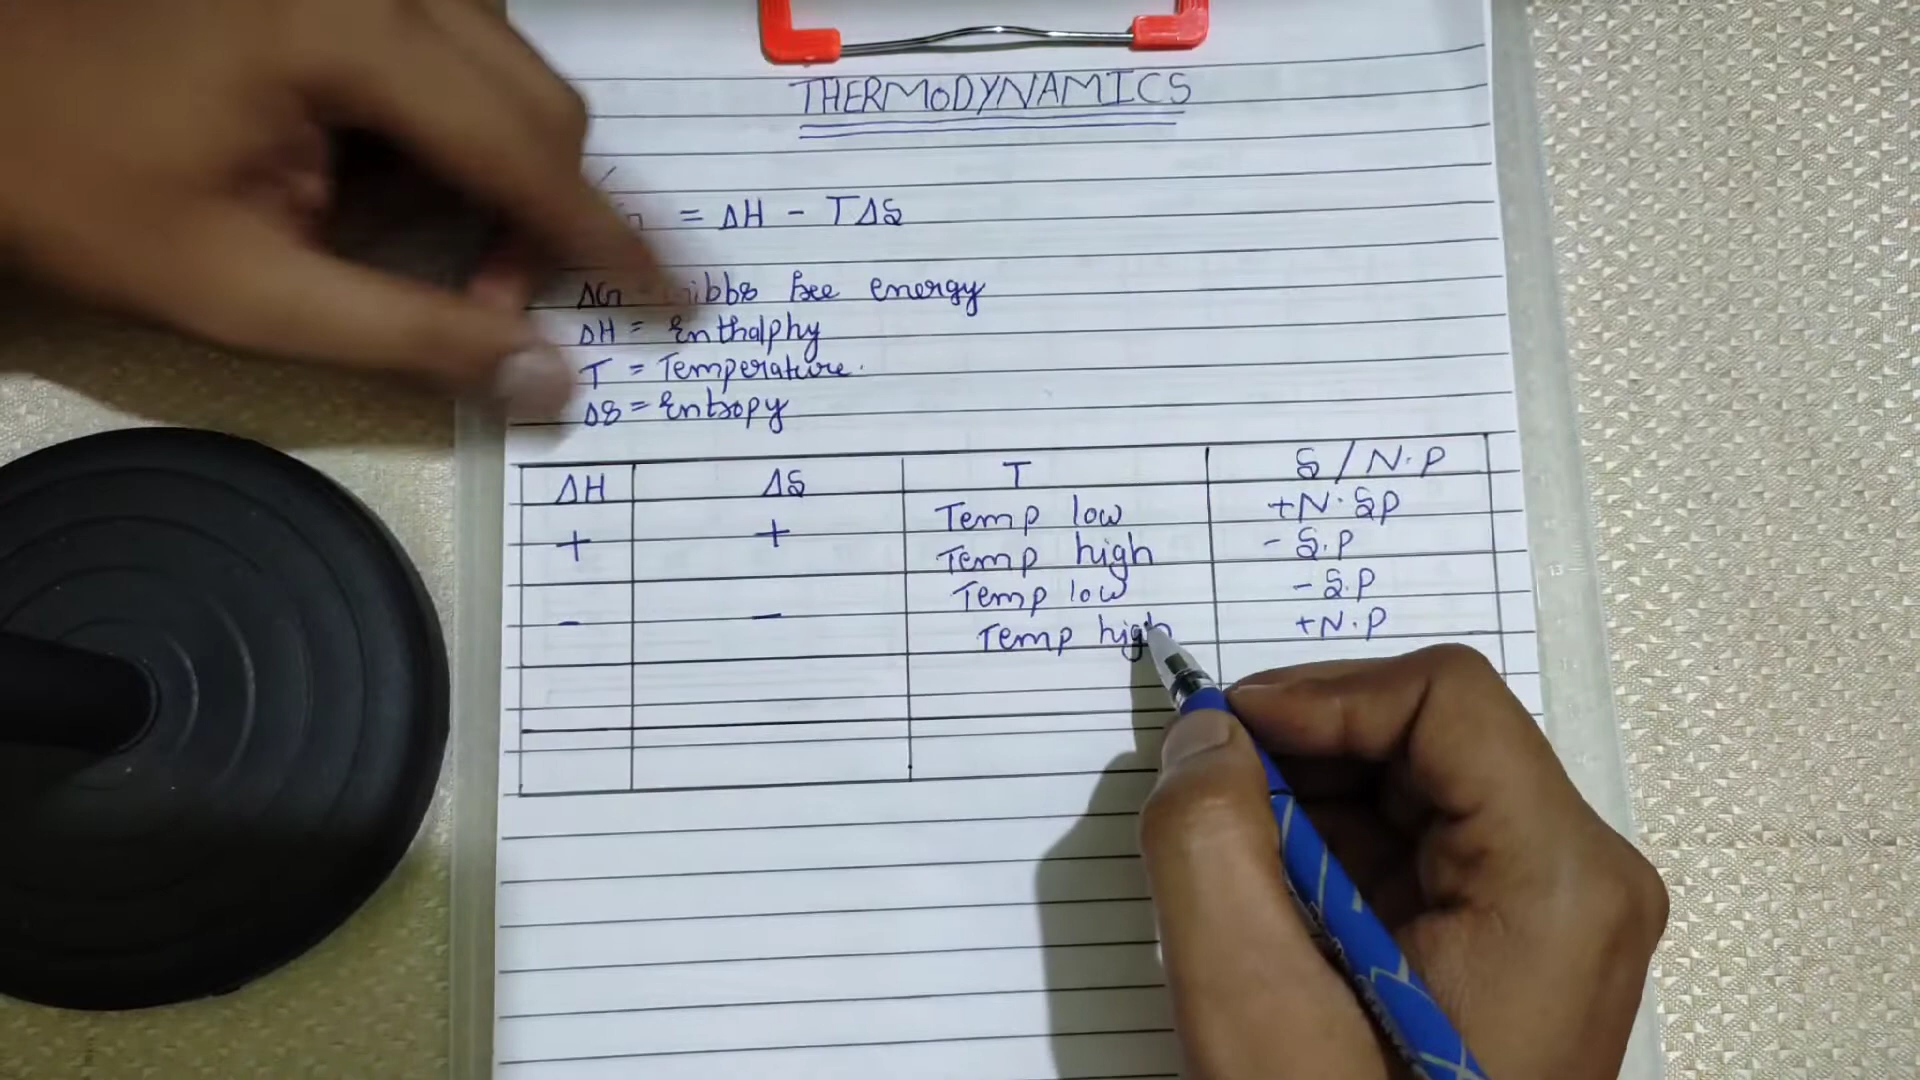 THERMODYNAMICS
= ΔH - TΔS
ΔG ibbs free energy
ΔH = Enthalphy
T = Temperature.
ΔS = Entropy
ΔH ΔS T S / N.P
+ + Temp low +N.SP
Temp high - S.P
- - Temp low - S.P
Temp high +N.P